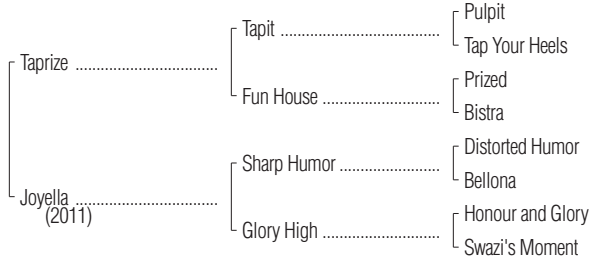 Pulpit
Tapit ..........................................
Tap Your Heels
Taprize .....................................
Prized
Fun House ...............................
Bistra
Distorted Humor
Sharp Humor ...........................
Bellona
Joyella ......................................
(2011)
Honour and Glory
Glory High ...............................
Swazi's Moment